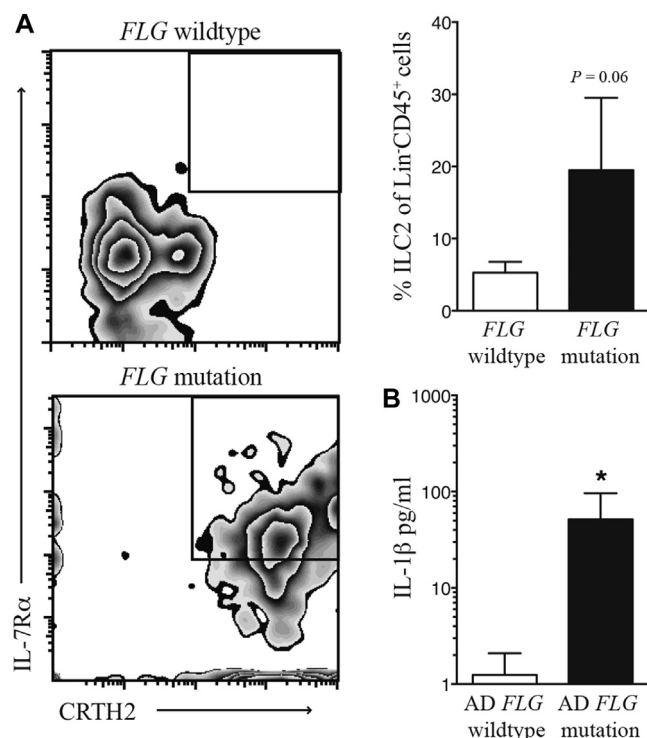 A
FLG wildtype
FLG mutation
IL-7Rα
CRTH2
% ILC2 of Lin-CD45+ cells
40
30
20
10
0
P = 0.06
FLG wildtype
FLG mutation
B
IL-1β pg/ml
1000
100
10
1
*
AD FLG wildtype
AD FLG mutation